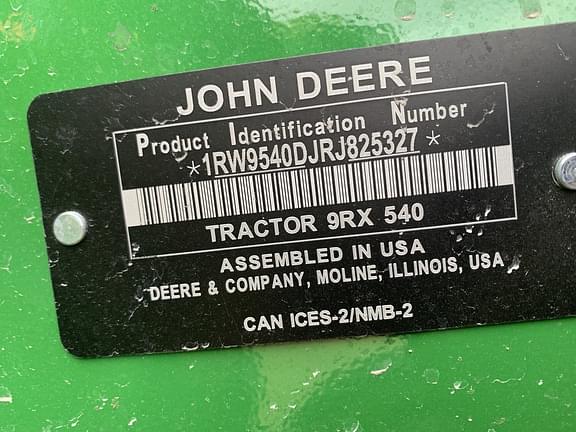 JOHN DEERE
Product Identification Number
*1RW9540DJRJ825327*
TRACTOR 9RX 540
ASSEMBLED IN USA
DEERE & COMPANY, MOLINE, ILLINOIS, USA
CAN ICES-2/NMB-2